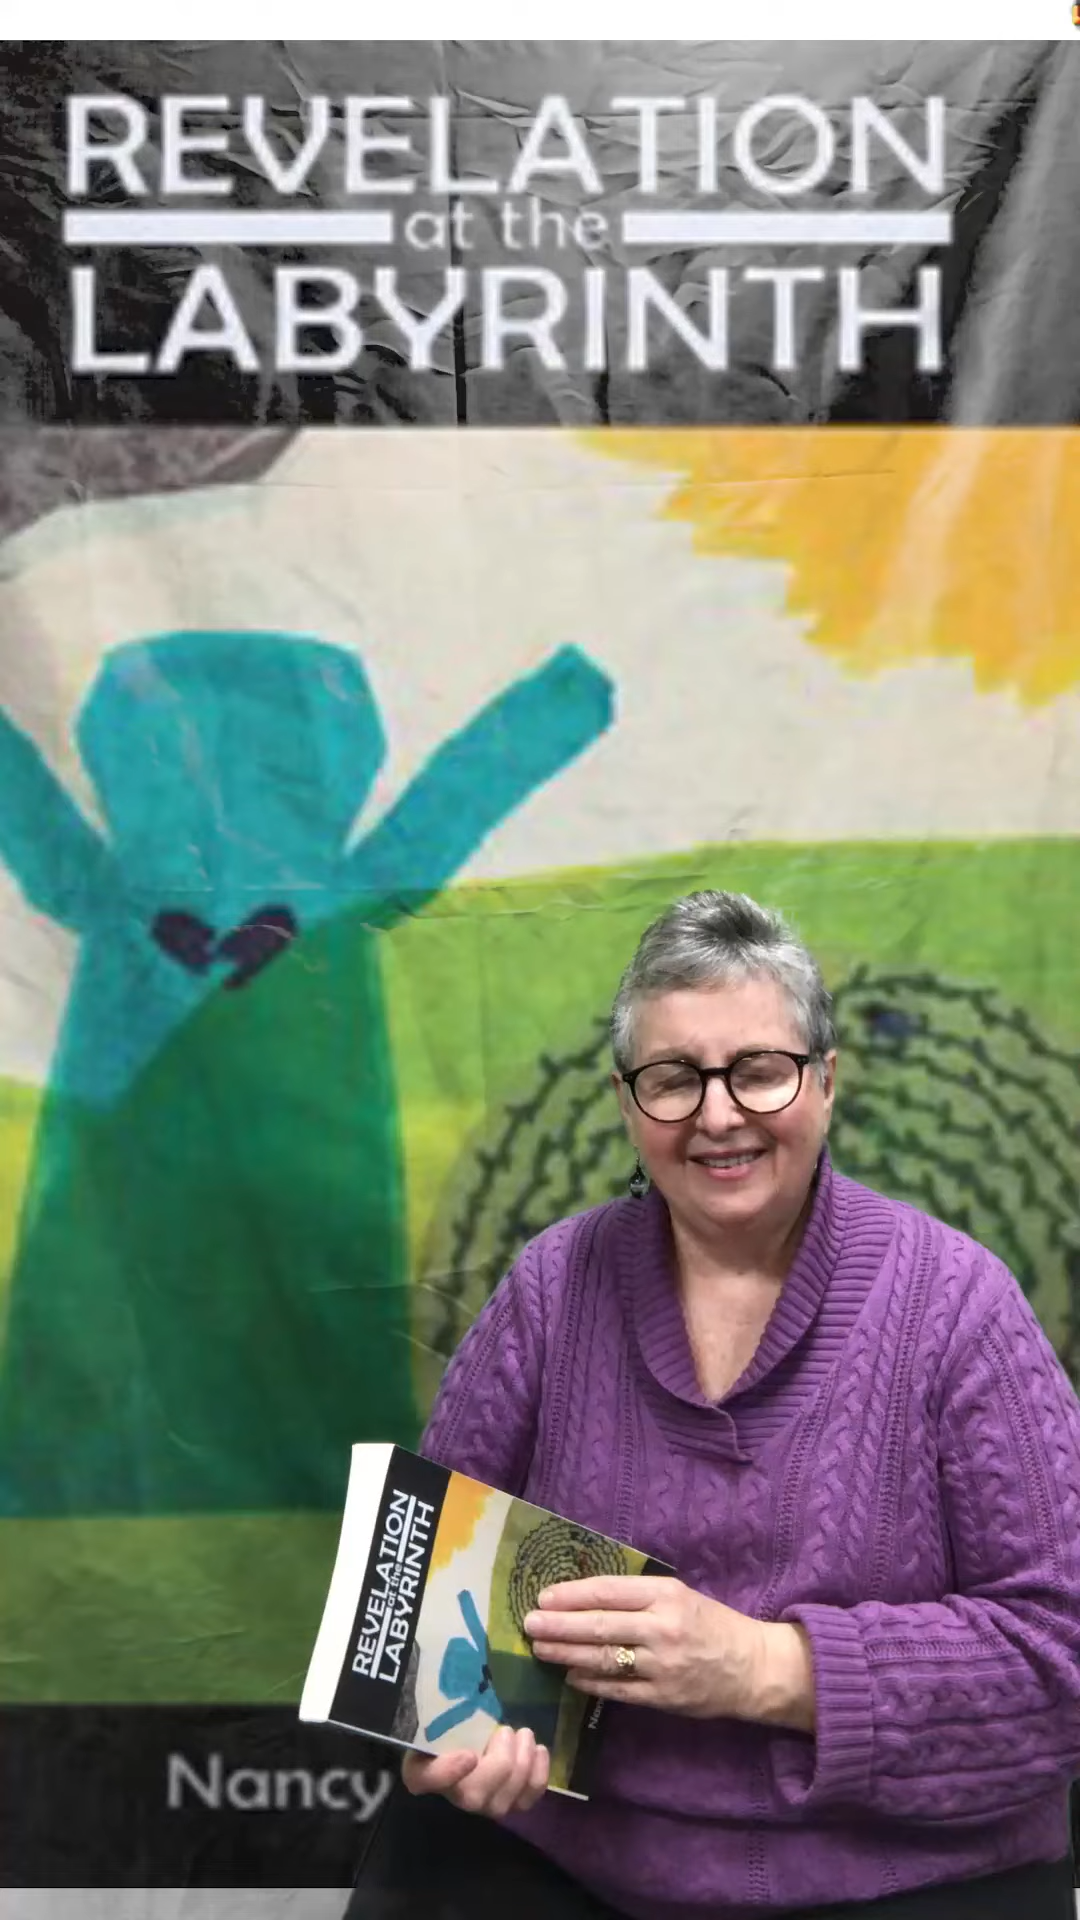 REVELATION
at the
LABYRINTH
REVELATION
at the
LABYRINTH
Nancy